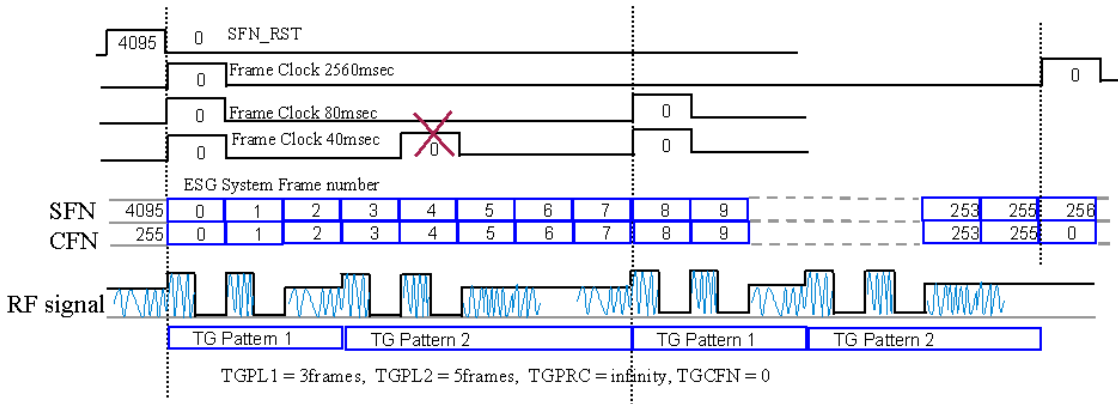 4095 0 SFN_RST
0 Frame Clock 2560msec 0
0 Frame Clock 80msec 0
0 Frame Clock 40msec 0 0
ESG System Frame number
SFN 4095 0 1 2 3 4 5 6 7 8 9 253 255 256
CFN 255 0 1 2 3 4 5 6 7 8 9 253 255 0
RF signal
TG Pattern 1 TG Pattern 2 TG Pattern 1 TG Pattern 2
TGPL1 = 3frames, TGPL2 = 5frames, TGPRC = infinity, TGCFN = 0